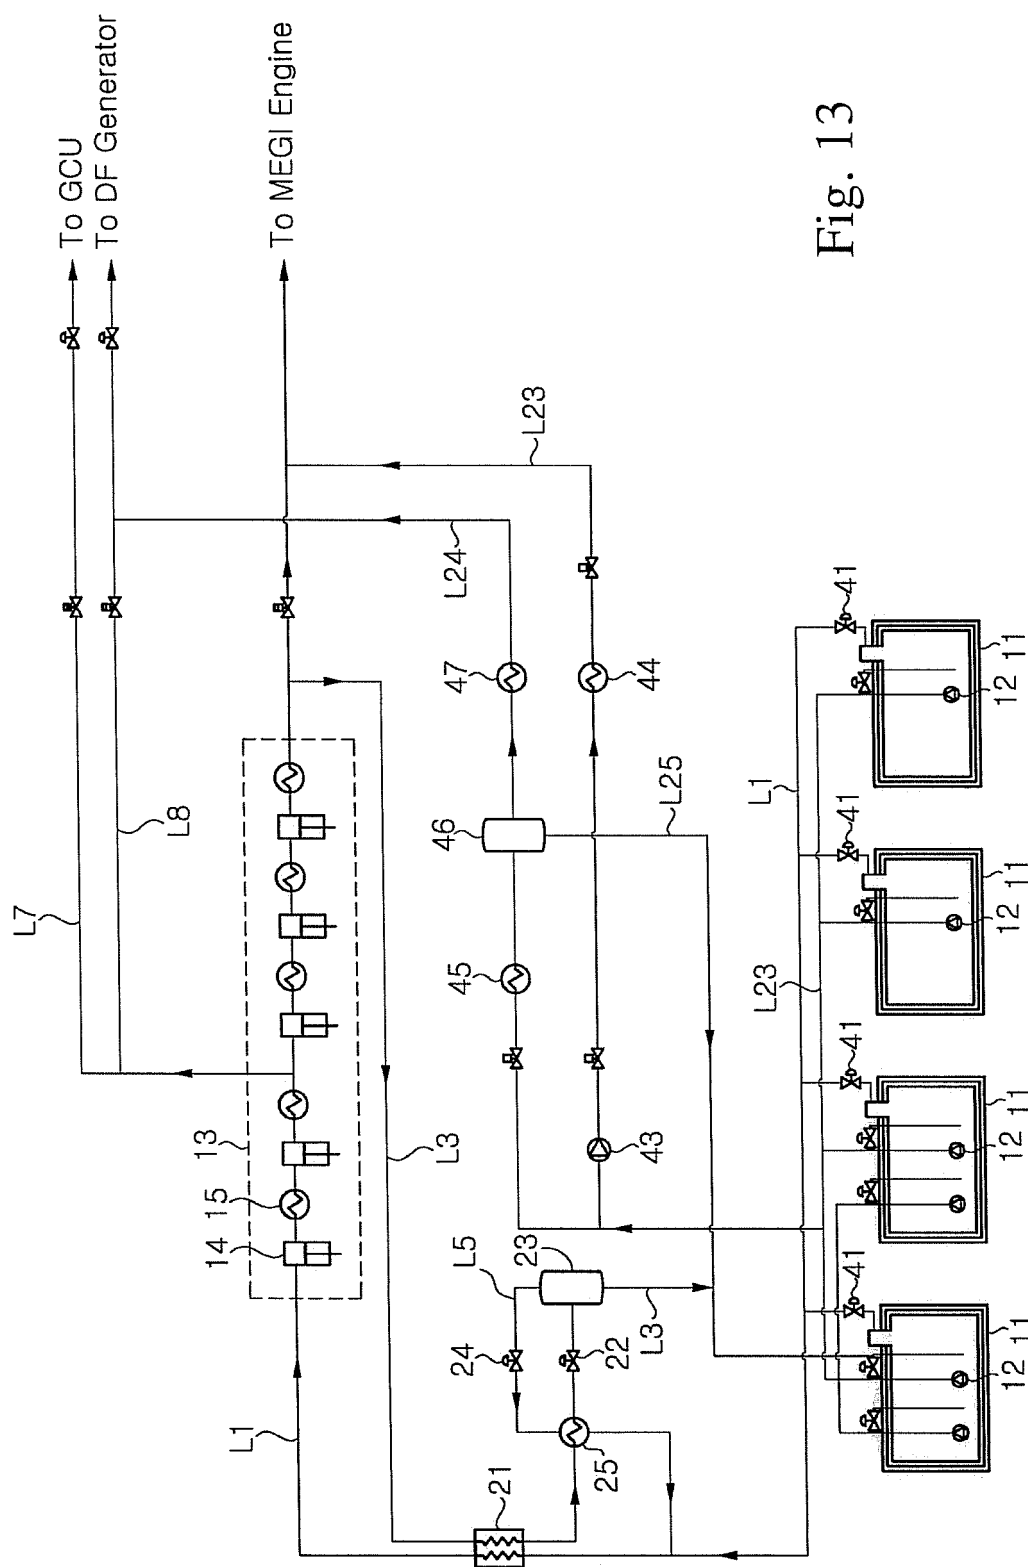 To GCU
To DF Generator
To MEGI Engine
Fig. 13
L23
L24
L7
L8
47
44
41
11
12
46
L25
L1
41
11
12
45
L23
13
15
14
L3
43
41
11
12
L5
23
24
22
L3
41
11
12
L1
25
21